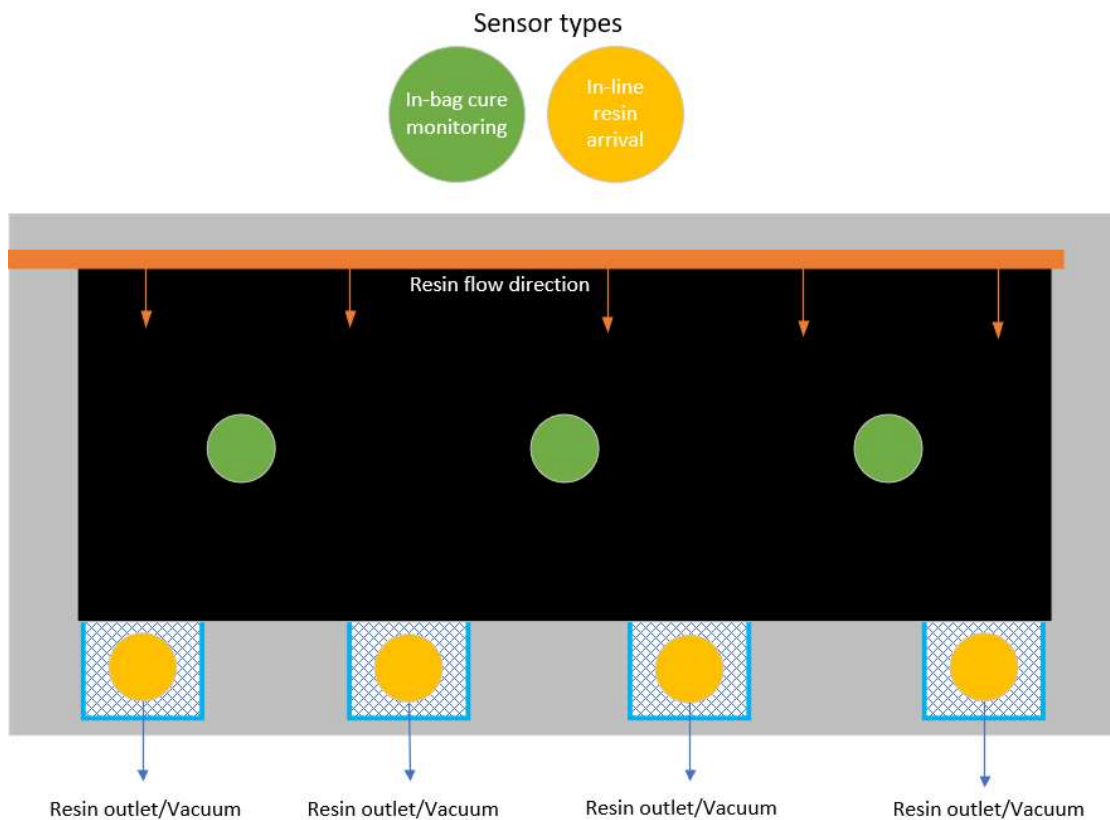 Sensor types
In-bag cure
monitoring
In-line
resin
arrival
Resin flow direction
Resin outlet/Vacuum
Resin outlet/Vacuum
Resin outlet/Vacuum
Resin outlet/Vacuum